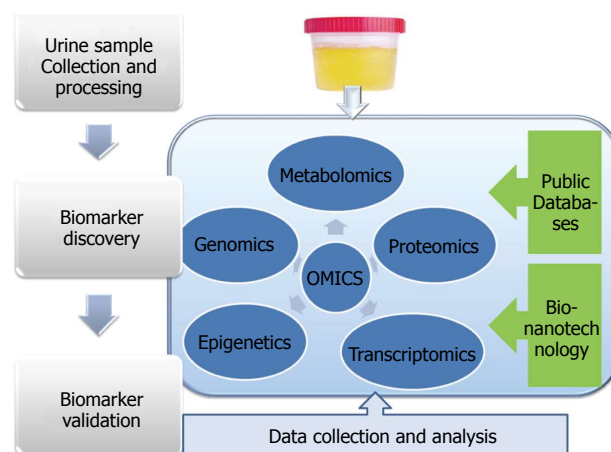 Urine sample
Collection and
processing
Biomarker
discovery
Biomarker
validation
Metabolomics
Genomics
Proteomics
OMICS
Epigenetics
Transcriptomics
Public
Databa-
ses
Bio-
nanotech
nology
Data collection and analysis